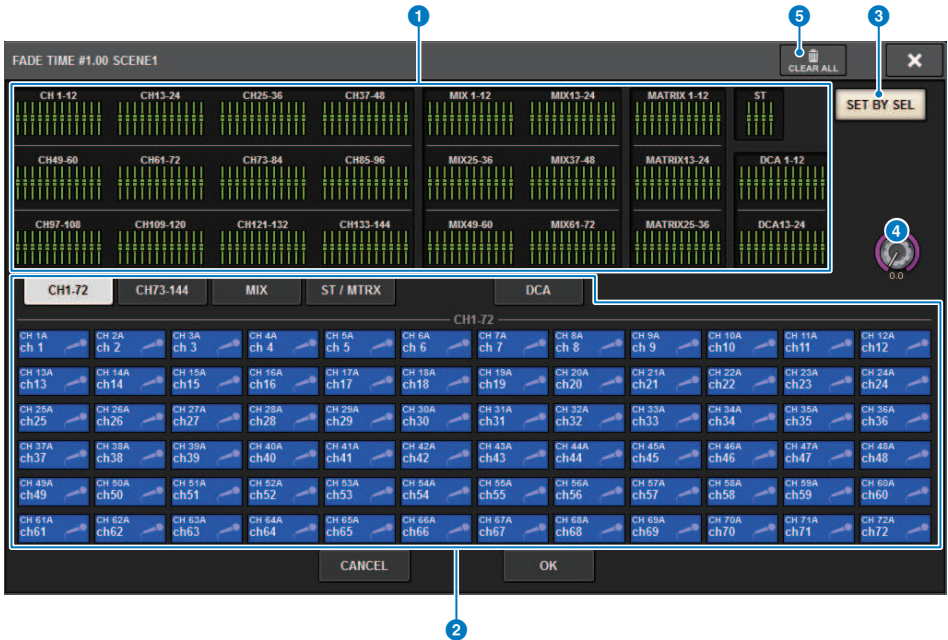 1 5 3
FADE TIME #1.00 SCENE1 CLEAR ALL
CH 1-12 CH13-24 CH25-36 CH37-48 MIX 1-12 MIX13-24 MATRIX 1-12 ST SET BY SEL
CH49-60 CH61-72 CH73-84 CH85-96 MIX25-36 MIX37-48 MATRIX13-24 DCA 1-12
CH97-108 CH109-120 CH121-132 CH133-144 MIX49-60 MIX61-72 MATRIX25-36 DCA13-24
4
0.0
CH1-72 CH73-144 MIX ST / MTRX DCA
CH1-72
CH 1A CH 2A CH 3A CH 4A CH 5A CH 6A CH 7A CH 8A CH 9A CH 10A CH 11A CH 12A
ch 1 ch 2 ch 3 ch 4 ch 5 ch 6 ch 7 ch 8 ch 9 ch10 ch11 ch12
CH 13A CH 14A CH 15A CH 16A CH 17A CH 18A CH 19A CH 20A CH 21A CH 22A CH 23A CH 24A
ch13 ch14 ch15 ch16 ch17 ch18 ch19 ch20 ch21 ch22 ch23 ch24
CH 25A CH 26A CH 27A CH 28A CH 29A CH 30A CH 31A CH 32A CH 33A CH 34A CH 35A CH 36A
ch25 ch26 ch27 ch28 ch29 ch30 ch31 ch32 ch33 ch34 ch35 ch36
CH 37A CH 38A CH 39A CH 40A CH 41A CH 42A CH 43A CH 44A CH 45A CH 46A CH 47A CH 48A
ch37 ch38 ch39 ch40 ch41 ch42 ch43 ch44 ch45 ch46 ch47 ch48
CH 49A CH 50A CH 51A CH 52A CH 53A CH 54A CH 55A CH 56A CH 57A CH 58A CH 59A CH 60A
ch49 ch50 ch51 ch52 ch53 ch54 ch55 ch56 ch57 ch58 ch59 ch60
CH 61A CH 62A CH 63A CH 64A CH 65A CH 66A CH 67A CH 68A CH 69A CH 70A CH 71A CH 72A
ch61 ch62 ch63 ch64 ch65 ch66 ch67 ch68 ch69 ch70 ch71 ch72
CANCEL OK
2